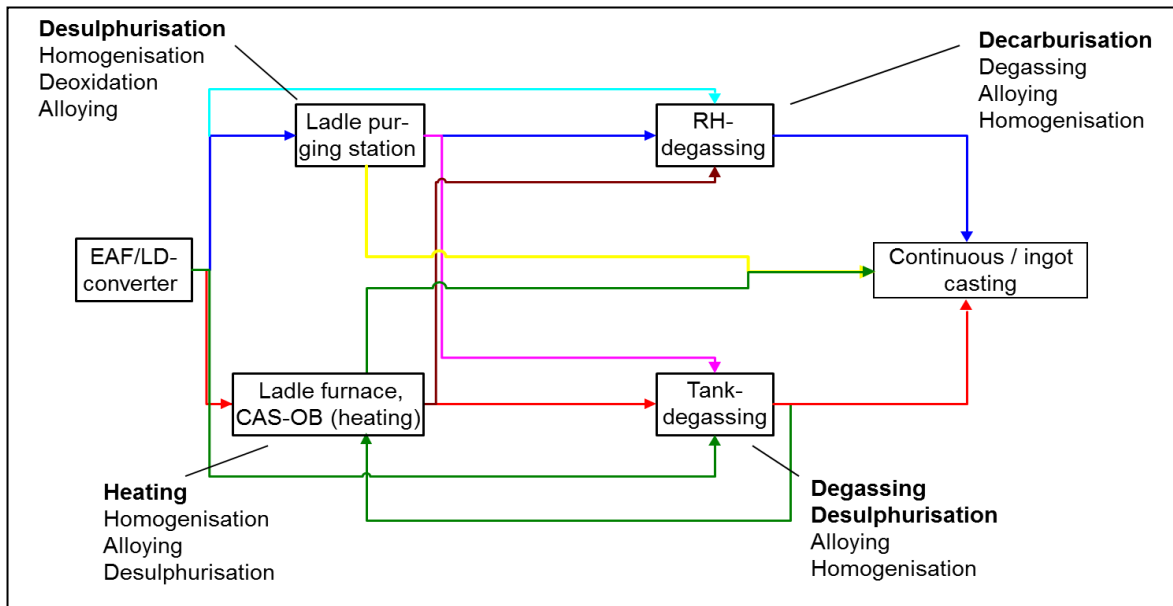 Desulphurisation
Homogenisation
Deoxidation
Alloying
Decarburisation
Degassing
Alloying
Homogenisation
Ladle pur-
ging station
RH-
degassing
EAF/LD-
converter
Continuous / ingot
casting
Ladle furnace,
CAS-OB (heating)
Tank-
degassing
Heating
Homogenisation
Alloying
Desulphurisation
Degassing
Desulphurisation
Alloying
Homogenisation